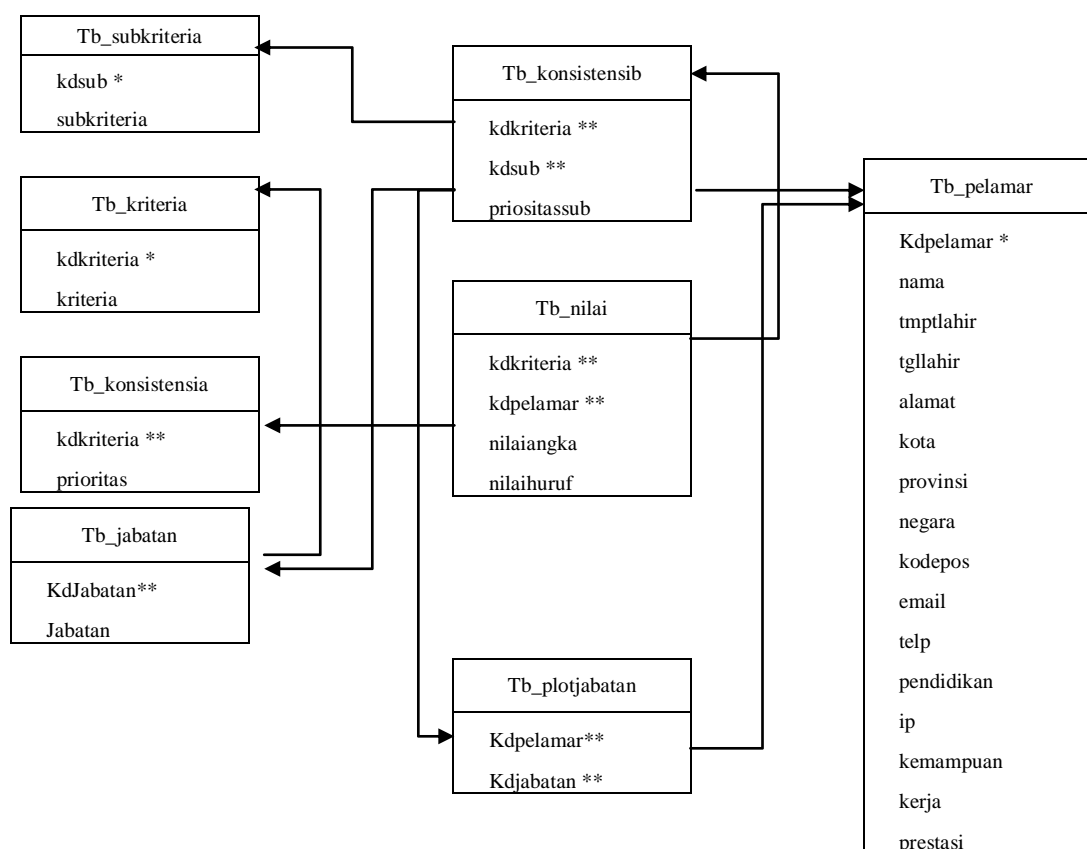 Tb_subkriteria
kdsub *
subkriteria
Tb_kriteria
kdkriteria *
kriteria
Tb_konsistensia
kdkriteria **
prioritas
Tb_jabatan
KdJabatan**
Jabatan
Tb_konsistensib
kdkriteria **
kdsub **
priositassub
Tb_nilai
kdkriteria **
kdpelamar **
nilaiangka
nilaihuruf
Tb_plotjabatan
Kdpelamar**
Kdjabatan **
Tb_pelamar
Kdpelamar *
nama
tmptlahir
tgllahir
alamat
kota
provinsi
negara
kodepos
email
telp
pendidikan
ip
kemampuan
kerja
prestasi